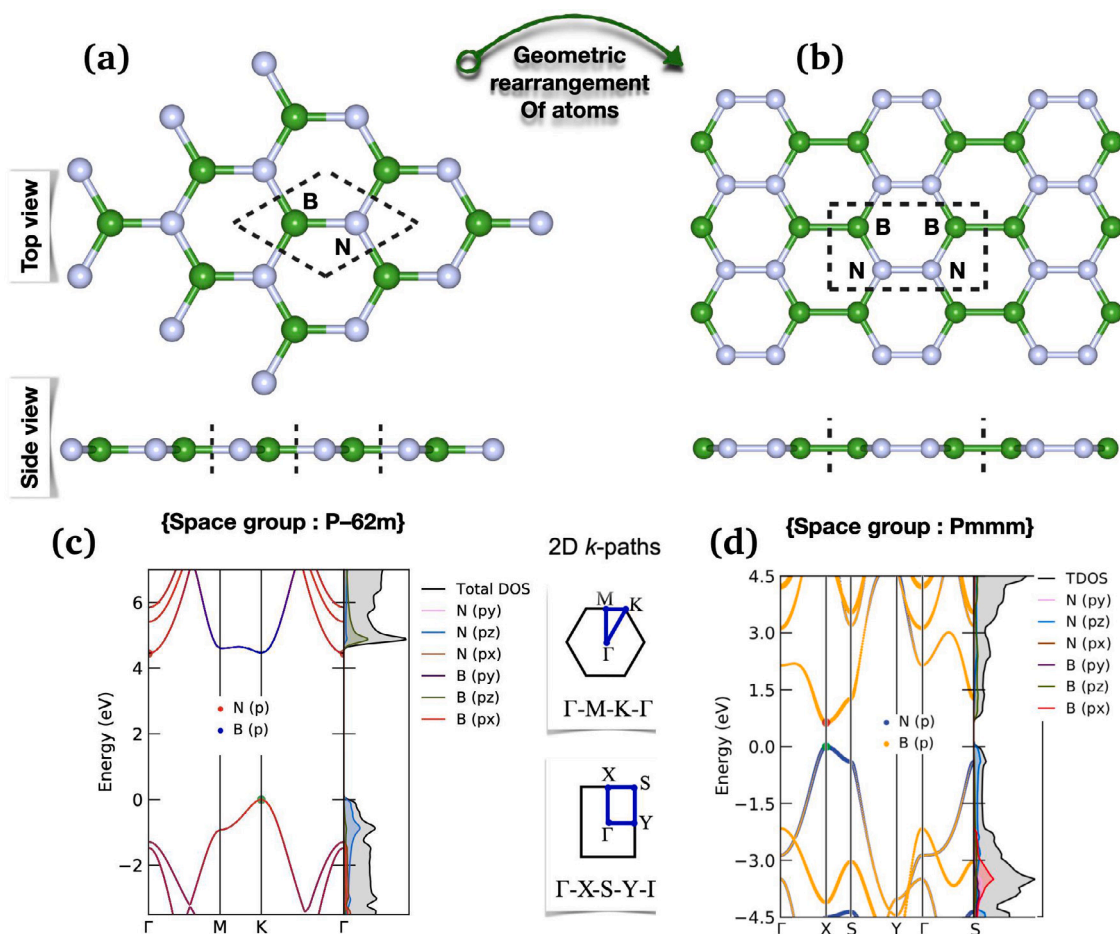 (a)
Geometric
rearrangement
Of atoms
(b)
Top view
B
N
B B
N N
Side view
{Space group : P–62m}
{Space group : Pmmm}
(c)
Energy (eV)
6
4
2
0
−2
Γ M K Γ
N (p)
B (p)
Total DOS
N (py)
N (pz)
N (px)
B (py)
B (pz)
B (px)
2D k-paths
M K
Γ
Γ-M-K-Γ
X S
Γ Y
Γ-X-S-Y-Γ
(d)
Energy (eV)
4.5
3.0
1.5
0.0
−1.5
−3.0
−4.5
Γ X S Y Γ S
N (p)
B (p)
TDOS
N (py)
N (pz)
N (px)
B (py)
B (pz)
B (px)